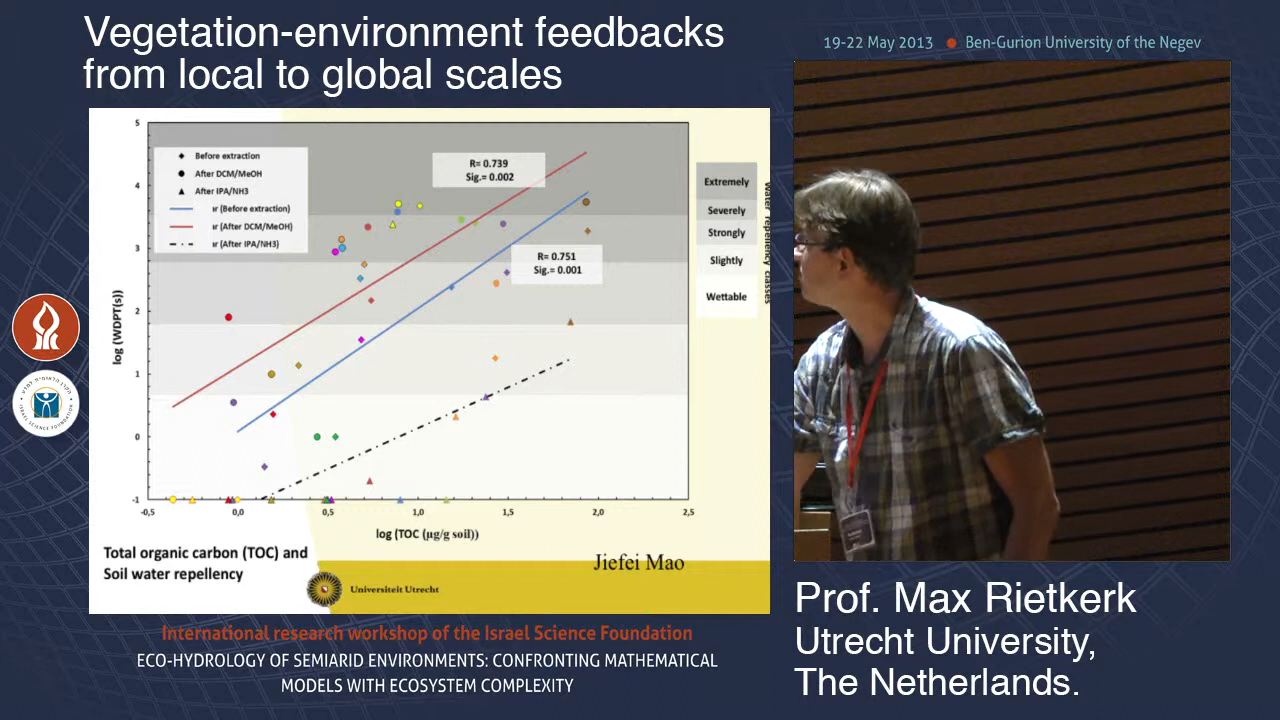 Vegetation-environment feedbacks
from local to global scales
19-22 May 2013 ● Ben-Gurion University of the Negev
5
4
3
2
1
0
-1
-0,5
0,0
0,5
1,0
1,5
2,0
2,5
log (WDPT(s))
log (TOC (µg/g soil))
Before extraction
After DCM/MeOH
After IPA/NH3
ıır (Before extraction)
ıır (After DCM/MeOH)
ıır (After IPA/NH3)
R= 0.739
Sig.= 0.002
R= 0.751
Sig.= 0.001
Extremely
Severely
Strongly
Slightly
Wettable
Water repellency classes
Total organic carbon (TOC) and
Soil water repellency
Jiefei Mao
Universiteit Utrecht
International research workshop of the Israel Science Foundation
ECO-HYDROLOGY OF SEMIARID ENVIRONMENTS: CONFRONTING MATHEMATICAL
MODELS WITH ECOSYSTEM COMPLEXITY
Prof. Max Rietkerk
Utrecht University,
The Netherlands.
ISRAEL SCIENCE FOUNDATION